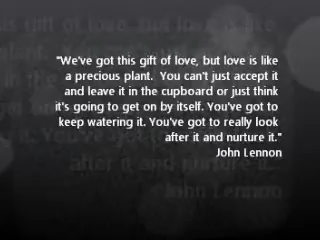 "We've got this gift of love, but love is like
a precious plant. You can't just accept it
and leave it in the cupboard or just think
it's going to get on by itself. You've got to
keep watering it. You've got to really look
after it and nurture it."
John Lennon